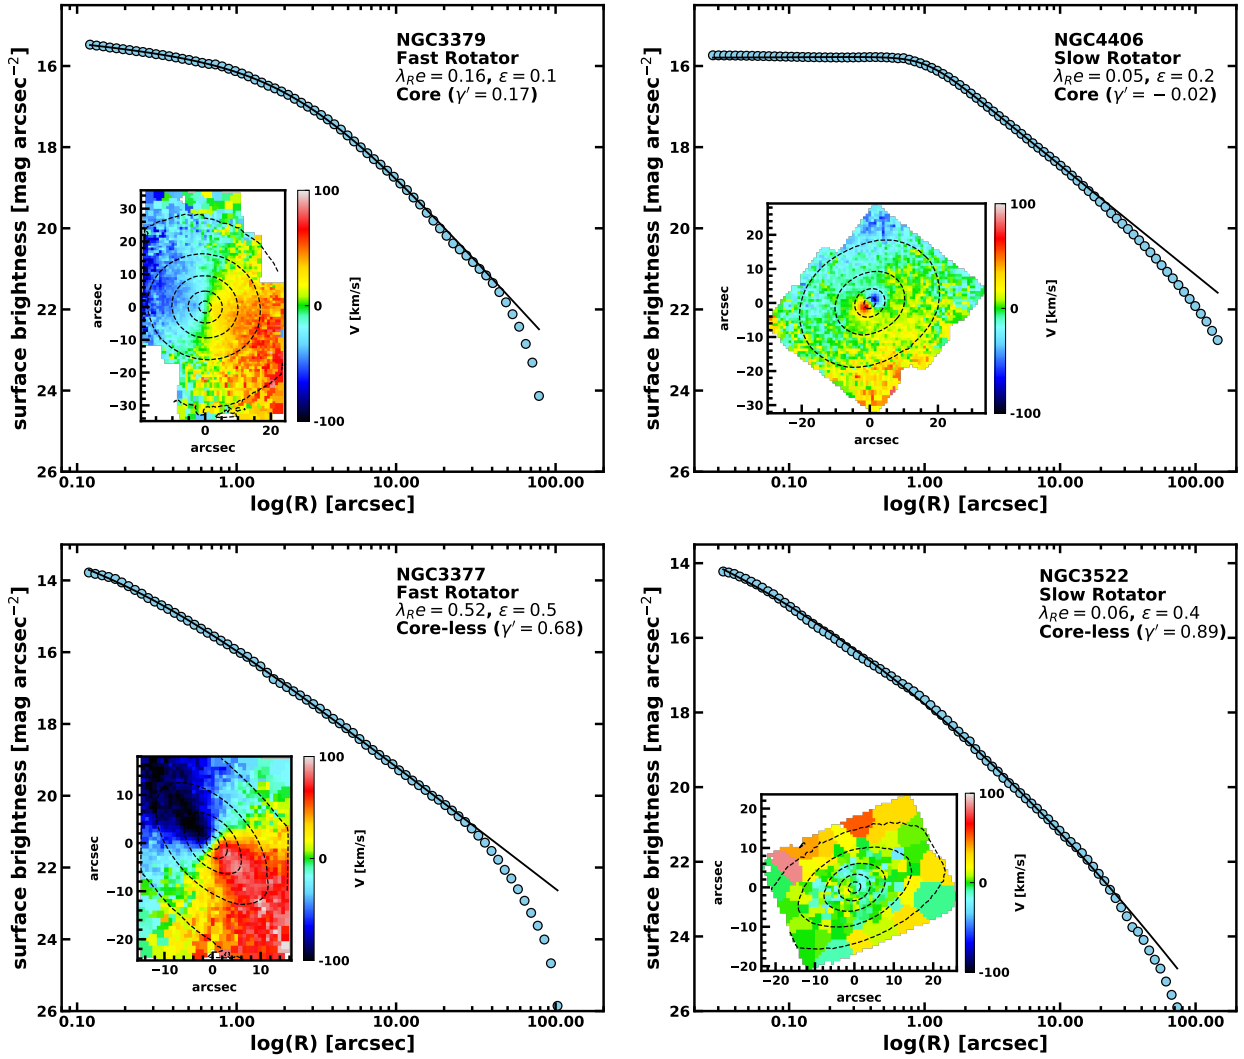 NGC3379
Fast Rotator
λ_Re = 0.16, ε = 0.1
Core (γ′ = 0.17)
surface brightness [mag arcsec⁻²]
16
18
20
22
24
26
0.10 1.00 10.00 100.00
log(R) [arcsec]
30
20
10
0
−10
−20
−30
0 20
arcsec
arcsec
100
0
-100
V [km/s]
NGC4406
Slow Rotator
λ_Re = 0.05, ε = 0.2
Core (γ′ = −0.02)
surface brightness [mag arcsec⁻²]
16
18
20
22
24
26
0.10 1.00 10.00 100.00
log(R) [arcsec]
30
20
10
0
−10
−20
−30
−20 0 20
arcsec
arcsec
100
0
-100
V [km/s]
NGC3377
Fast Rotator
λ_Re = 0.52, ε = 0.5
Core-less (γ′ = 0.68)
surface brightness [mag arcsec⁻²]
14
16
18
20
22
24
26
0.10 1.00 10.00 100.00
log(R) [arcsec]
10
0
−10
−20
−10 0 10
arcsec
arcsec
100
0
-100
V [km/s]
NGC3522
Slow Rotator
λ_Re = 0.06, ε = 0.4
Core-less (γ′ = 0.89)
surface brightness [mag arcsec⁻²]
14
16
18
20
22
24
26
0.10 1.00 10.00 100.00
log(R) [arcsec]
20
10
0
−10
−20
−20 −10 0 10 20
arcsec
arcsec
100
0
-100
V [km/s]